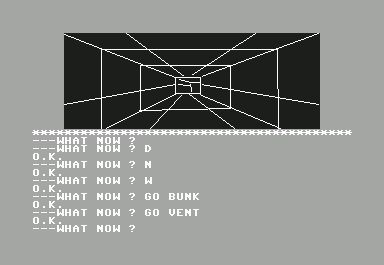 ************************************
---WHAT NOW ?
---WHAT NOW ? D
O.K.
---WHAT NOW ? N
O.K.
---WHAT NOW ? W
O.K.
---WHAT NOW ? GO BUNK
O.K.
---WHAT NOW ? GO VENT
O.K.
---WHAT NOW ?